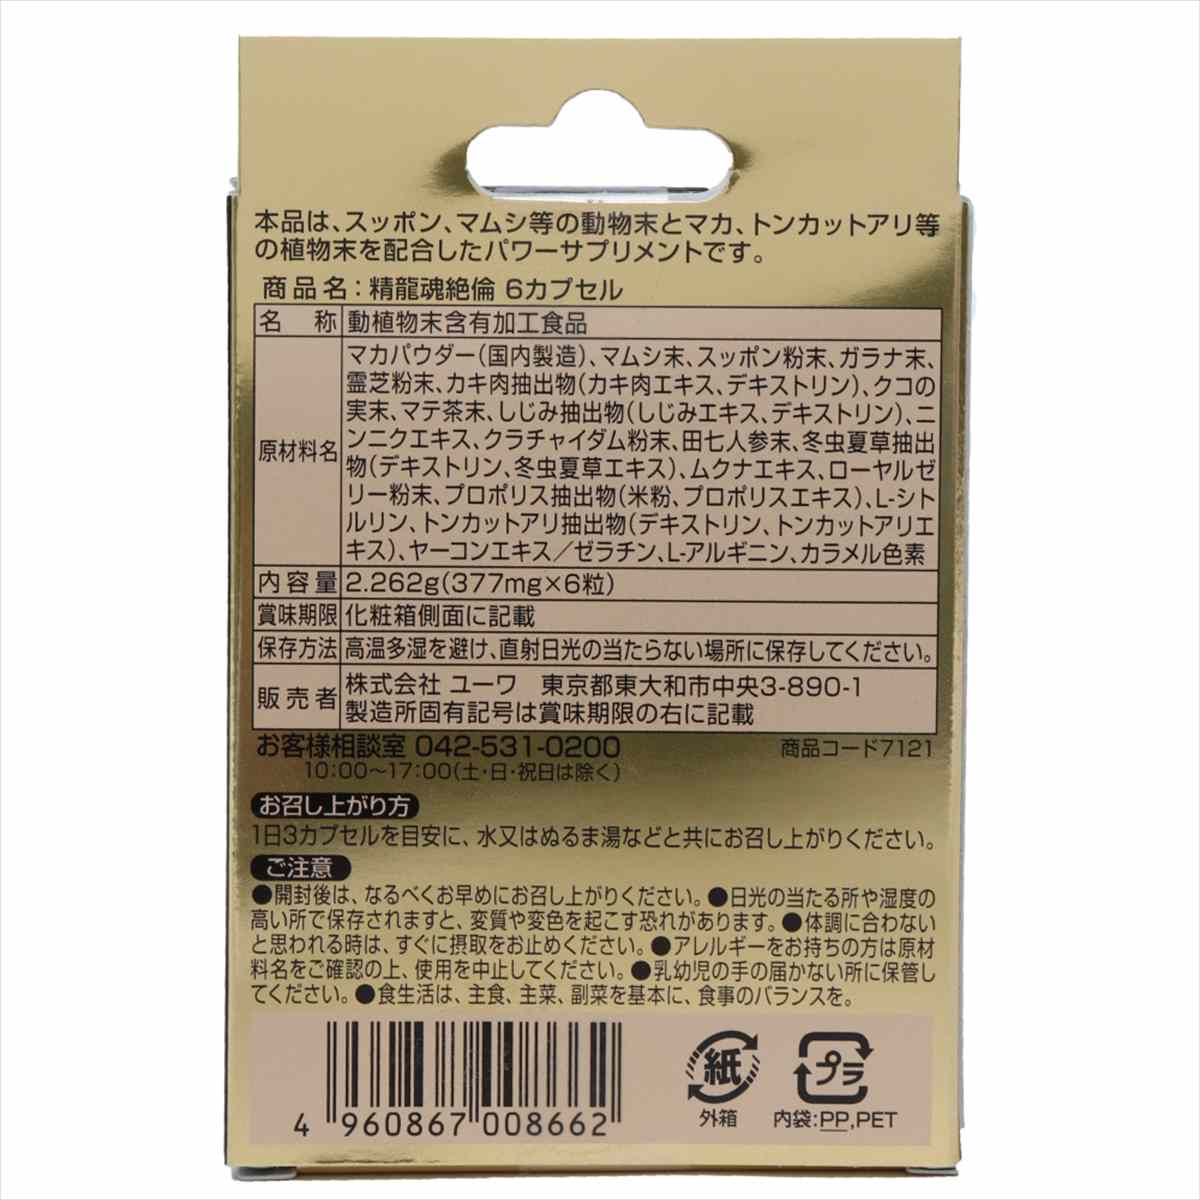 本品は、スッポン、マムシ等の動物末とマカ、トンカットアリ等
の植物末を配合したパワーサプリメントです。
商品名：精龍魂絶倫 6カプセル
名称 動植物末含有加工食品
原材料名 マカパウダー（国内製造）、マムシ末、スッポン粉末、ガラナ末、
霊芝粉末、カキ肉抽出物（カキ肉エキス、デキストリン）、クコの
実末、マテ茶末、しじみ抽出物（しじみエキス、デキストリン）、ニ
ンニクエキス、クラチャイダム粉末、田七人参末、冬虫夏草抽出
物（デキストリン、冬虫夏草エキス）、ムクナエキス、ローヤルゼ
リー粉末、プロポリス抽出物（米粉、プロポリスエキス）、L-シト
ルリン、トンカットアリ抽出物（デキストリン、トンカットアリエ
キス）、ヤーコンエキス／ゼラチン、L-アルギニン、カラメル色素
内容量 2.262g(377mg×6粒)
賞味期限 化粧箱側面に記載
保存方法 高温多湿を避け、直射日光の当たらない場所に保存してください。
販売者 株式会社 ユーワ 東京都東大和市中央3-890-1
製造所固有記号は賞味期限の右に記載
お客様相談室 042-531-0200 商品コード7121
10:00〜17:00(土・日・祝日は除く)
お召し上がり方
1日3カプセルを目安に、水又はぬるま湯などと共にお召し上がりください。
ご注意
●開封後は、なるべくお早めにお召し上がりください。●日光の当たる所や湿度の
高い所で保存されますと、変質や変色を起こす恐れがあります。●体調に合わない
と思われる時は、すぐに摂取をお止めください。●アレルギーをお持ちの方は原材
料名をご確認の上、使用を中止してください。●乳幼児の手の届かない所に保管し
てください。●食生活は、主食、主菜、副菜を基本に、食事のバランスを。
紙 プラ
外箱 内袋:PP,PET
4 960867 008662